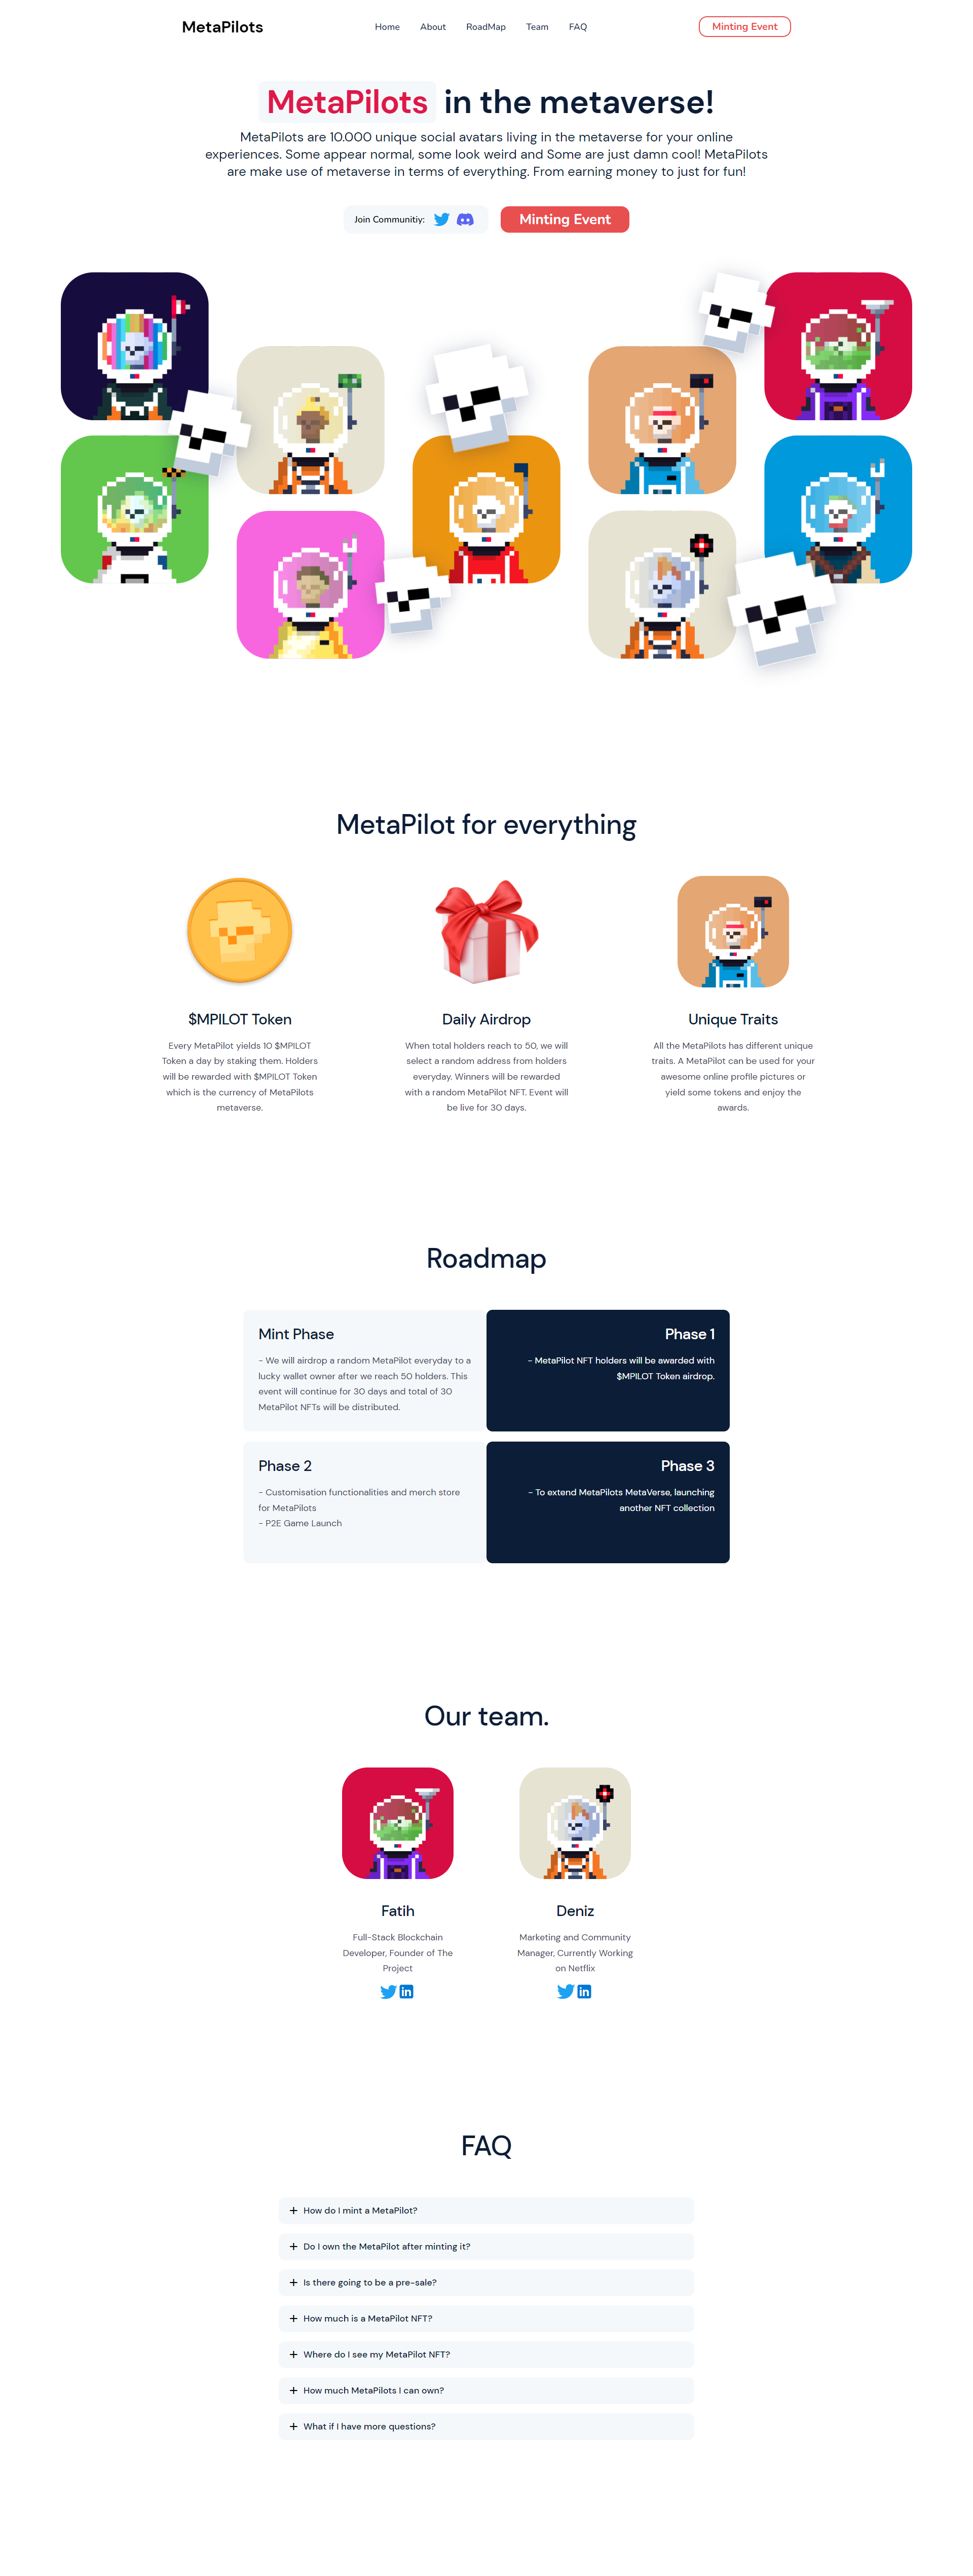 MetaPilots
Home
About
RoadMap
Team
FAQ
Minting Event
MetaPilots in the metaverse!
MetaPilots are 10.000 unique social avatars living in the metaverse for your online
experiences. Some appear normal, some look weird and Some are just damn cool! MetaPilots
are make use of metaverse in terms of everything. From earning money to just for fun!
Join Communitiy:
Minting Event
MetaPilot for everything
$MPILOT Token
Every MetaPilot yields 10 $MPILOT
Token a day by staking them. Holders
will be rewarded with $MPILOT Token
which is the currency of MetaPilots
metaverse.
Daily Airdrop
When total holders reach to 50, we will
select a random address from holders
everyday. Winners will be rewarded
with a random MetaPilot NFT. Event will
be live for 30 days.
Unique Traits
All the MetaPilots has different unique
traits. A MetaPilot can be used for your
awesome online profile pictures or
yield some tokens and enjoy the
awards.
Roadmap
Mint Phase
- We will airdrop a random MetaPilot everyday to a
lucky wallet owner after we reach 50 holders. This
event will continue for 30 days and total of 30
MetaPilot NFTs will be distributed.
Phase 1
- MetaPilot NFT holders will be awarded with
$MPILOT Token airdrop.
Phase 2
- Customisation functionalities and merch store
for MetaPilots
- P2E Game Launch
Phase 3
- To extend MetaPilots MetaVerse, launching
another NFT collection
Our team.
Fatih
Full-Stack Blockchain
Developer, Founder of The
Project
in
Deniz
Marketing and Community
Manager, Currently Working
on Netflix
in
FAQ
+ How do I mint a MetaPilot?
+ Do I own the MetaPilot after minting it?
+ Is there going to be a pre-sale?
+ How much is a MetaPilot NFT?
+ Where do I see my MetaPilot NFT?
+ How much MetaPilots I can own?
+ What if I have more questions?